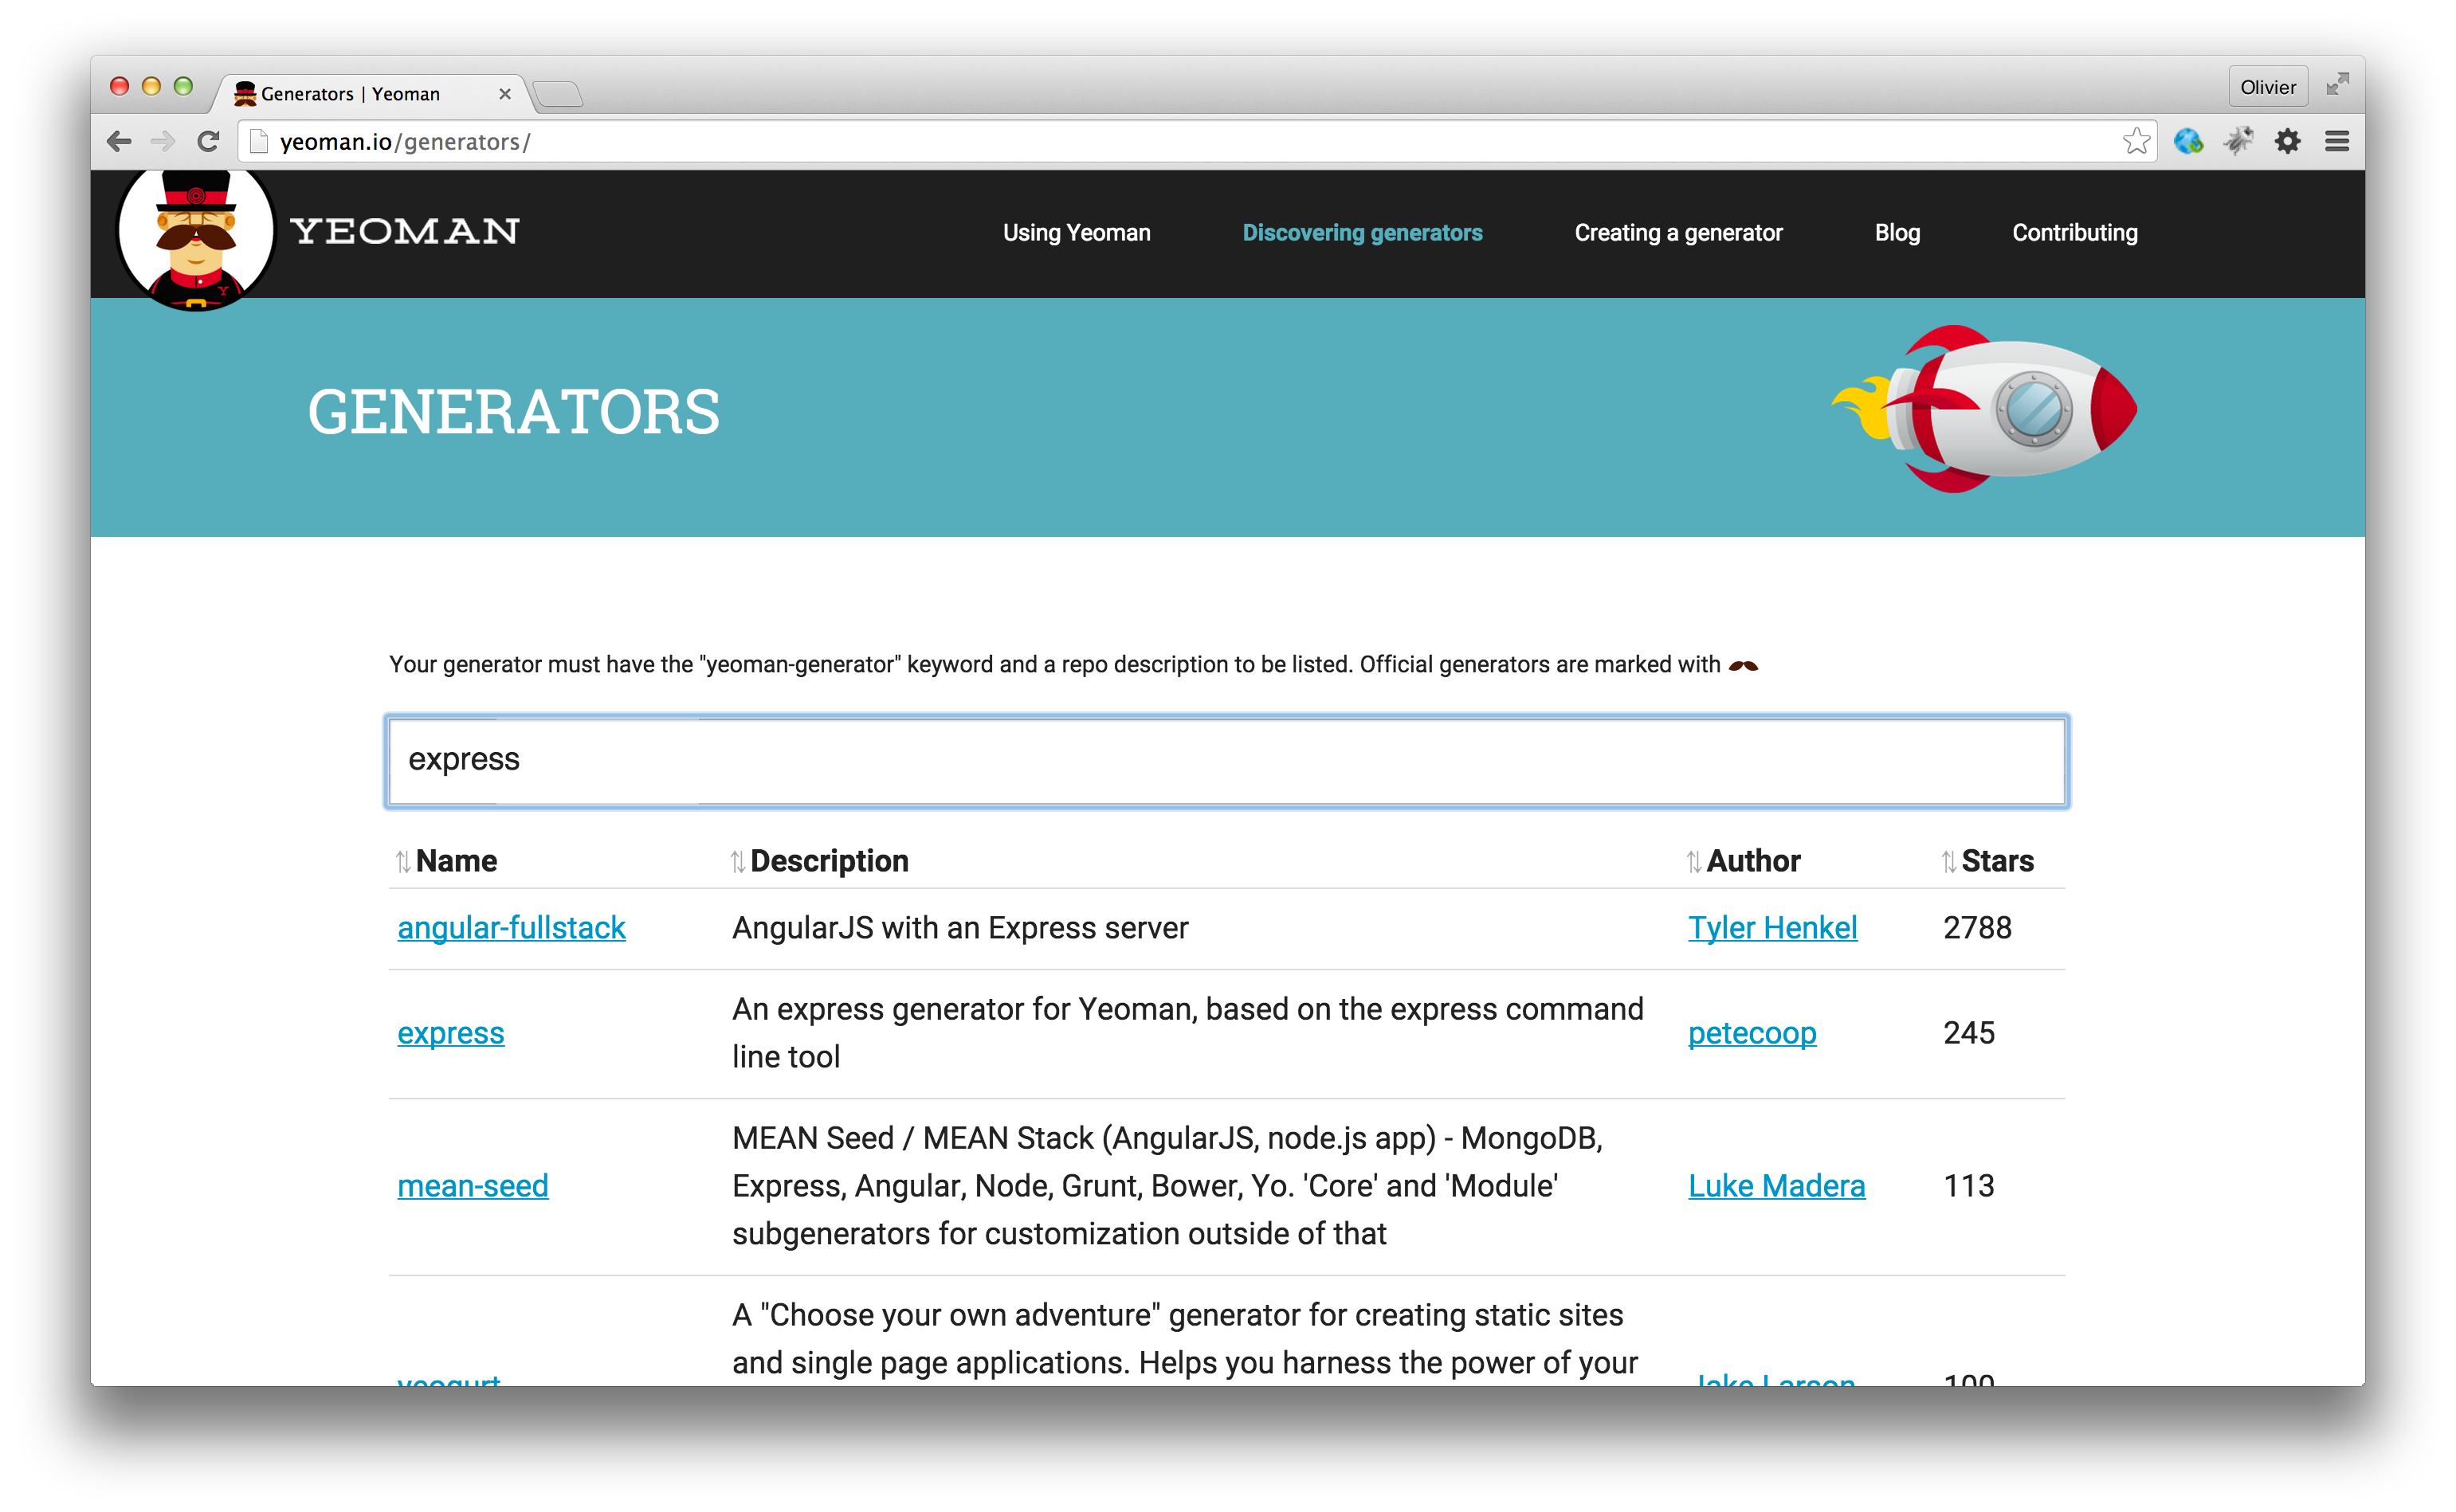 Generators | Yeoman
Olivier
yeoman.io/generators/
YEOMAN
Using Yeoman
Discovering generators
Creating a generator
Blog
Contributing
GENERATORS
Your generator must have the "yeoman-generator" keyword and a repo description to be listed. Official generators are marked with
express
Name Description Author Stars
angular-fullstack AngularJS with an Express server Tyler Henkel 2788
An express generator for Yeoman, based on the express command
express petecoop 245
line tool
MEAN Seed / MEAN Stack (AngularJS, node.js app) - MongoDB,
mean-seed Express, Angular, Node, Grunt, Bower, Yo. 'Core' and 'Module' Luke Madera 113
subgenerators for customization outside of that
A "Choose your own adventure" generator for creating static sites
and single page applications. Helps you harness the power of your
yeogurt Jake Larson